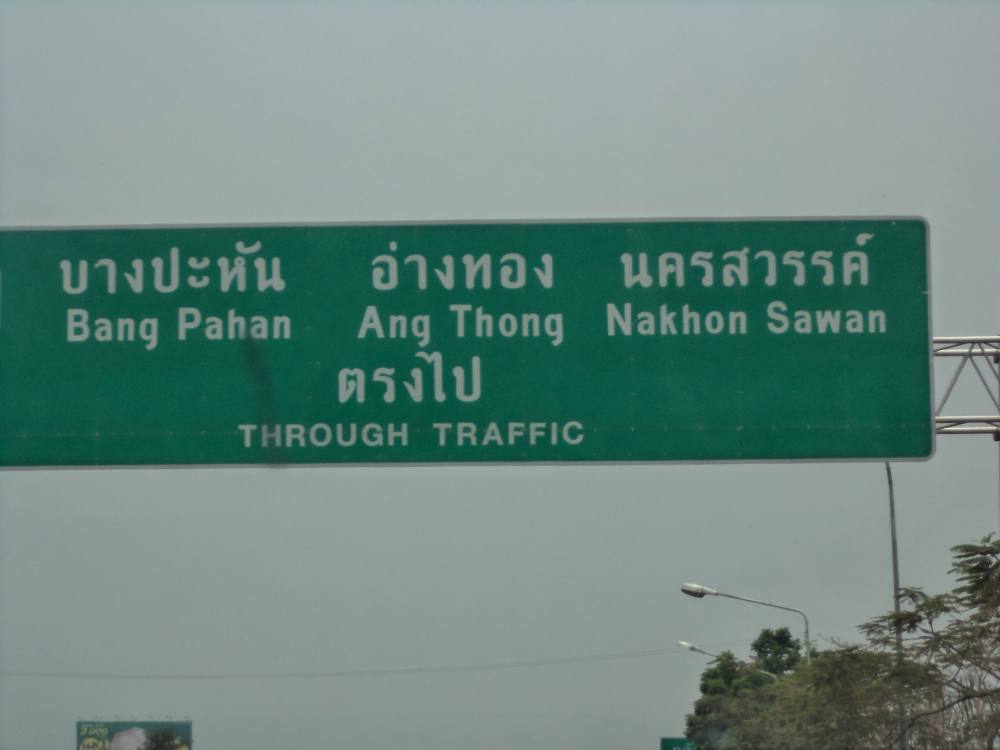 บางปะหัน อ่างทอง นครสวรรค์
Bang Pahan Ang Thong Nakhon Sawan
ตรงไป
THROUGH TRAFFIC